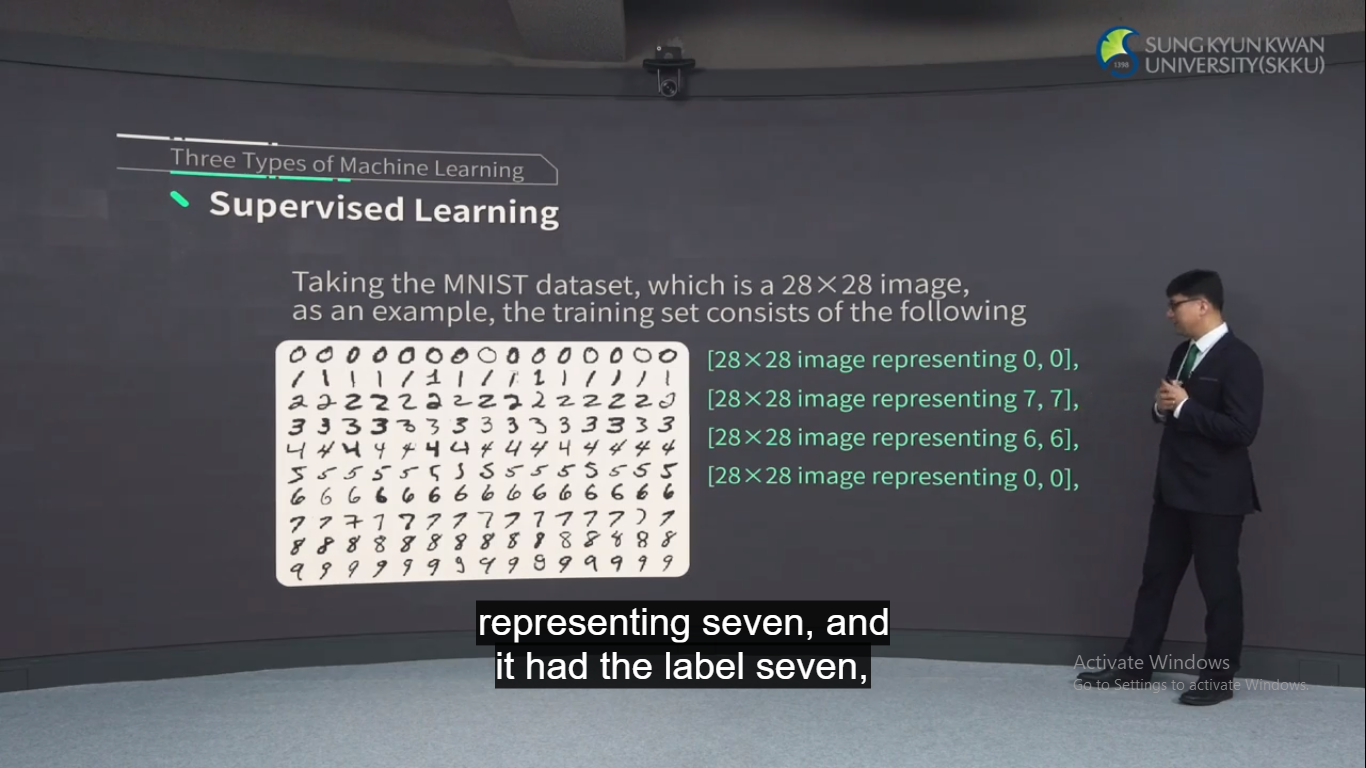 SUNGKYUNKWAN
UNIVERSITY(SKKU)
1398
Three Types of Machine Learning
Supervised Learning
Taking the MNIST dataset, which is a 28×28 image,
as an example, the training set consists of the following
0 0 0 0 0 0 0 0 0 0 0 0 0 0 0
1 1 1 1 1 1 1 1 1 1 1 1 1 1 1
2 2 2 2 2 2 2 2 2 2 2 2 2 2 2
3 3 3 3 3 3 3 3 3 3 3 3 3 3 3
4 4 4 4 4 4 4 4 4 4 4 4 4 4 4
5 5 5 5 5 5 5 5 5 5 5 5 5 5 5
6 6 6 6 6 6 6 6 6 6 6 6 6 6 6
7 7 7 7 7 7 7 7 7 7 7 7 7 7 7
8 8 8 8 8 8 8 8 8 8 8 8 8 8 8
9 9 9 9 9 9 9 9 9 9 9 9 9 9 9
[28×28 image representing 0, 0],
[28×28 image representing 7, 7],
[28×28 image representing 6, 6],
[28×28 image representing 0, 0],
representing seven, and
it had the label seven,
Activate Windows
Go to Settings to activate Windows.